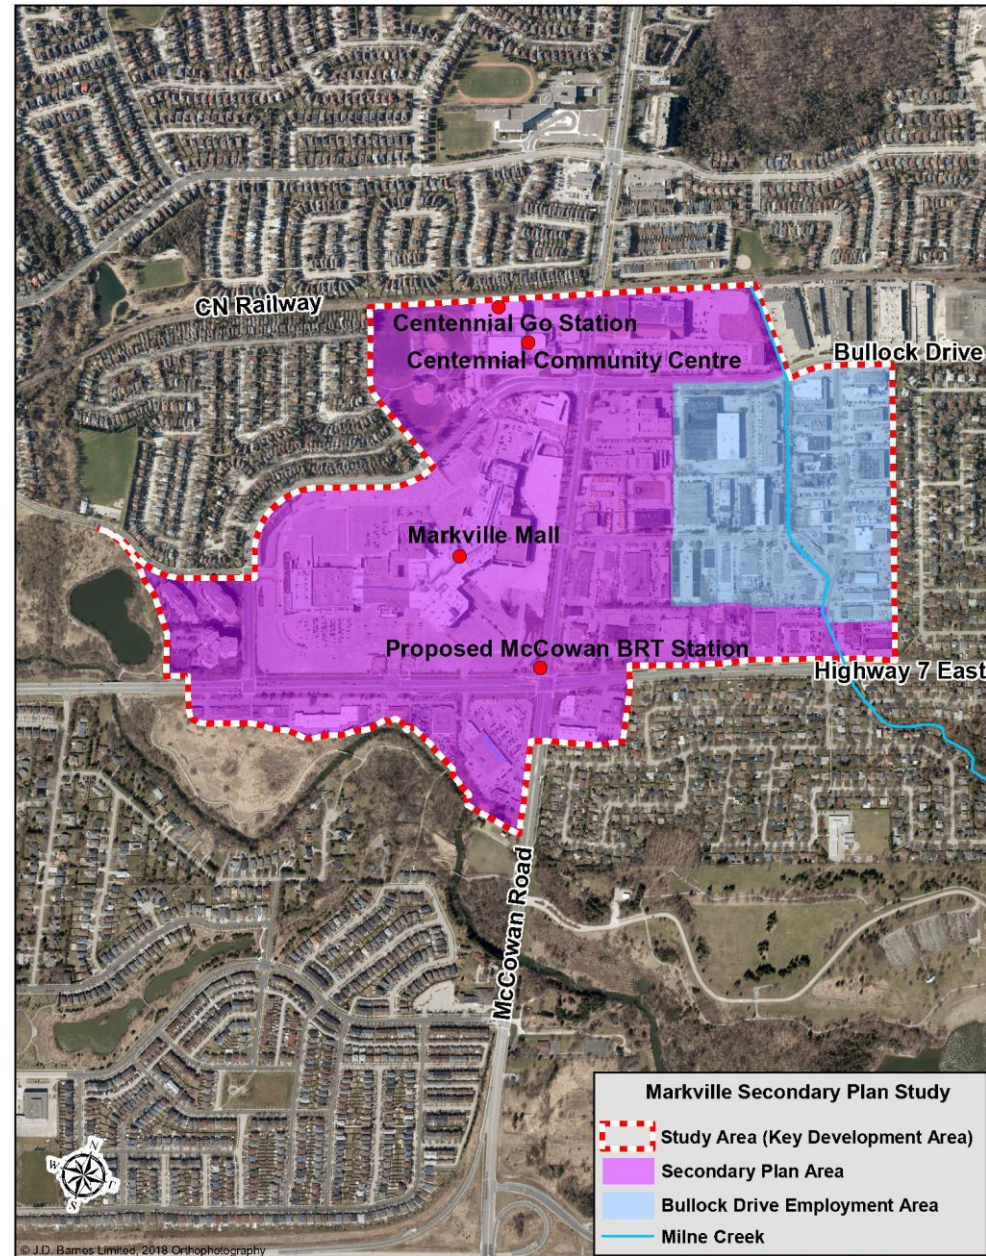 CN Railway
Centennial Go Station
Centennial Community Centre
Bullock Drive
Markville Mall
Proposed McCowan BRT Station
Highway 7 East
McCowan Road
Markville Secondary Plan Study
Study Area (Key Development Area)
Secondary Plan Area
Bullock Drive Employment Area
Milne Creek
N
W
E
S
© J.D. Barnes Limited, 2018 Orthophotography